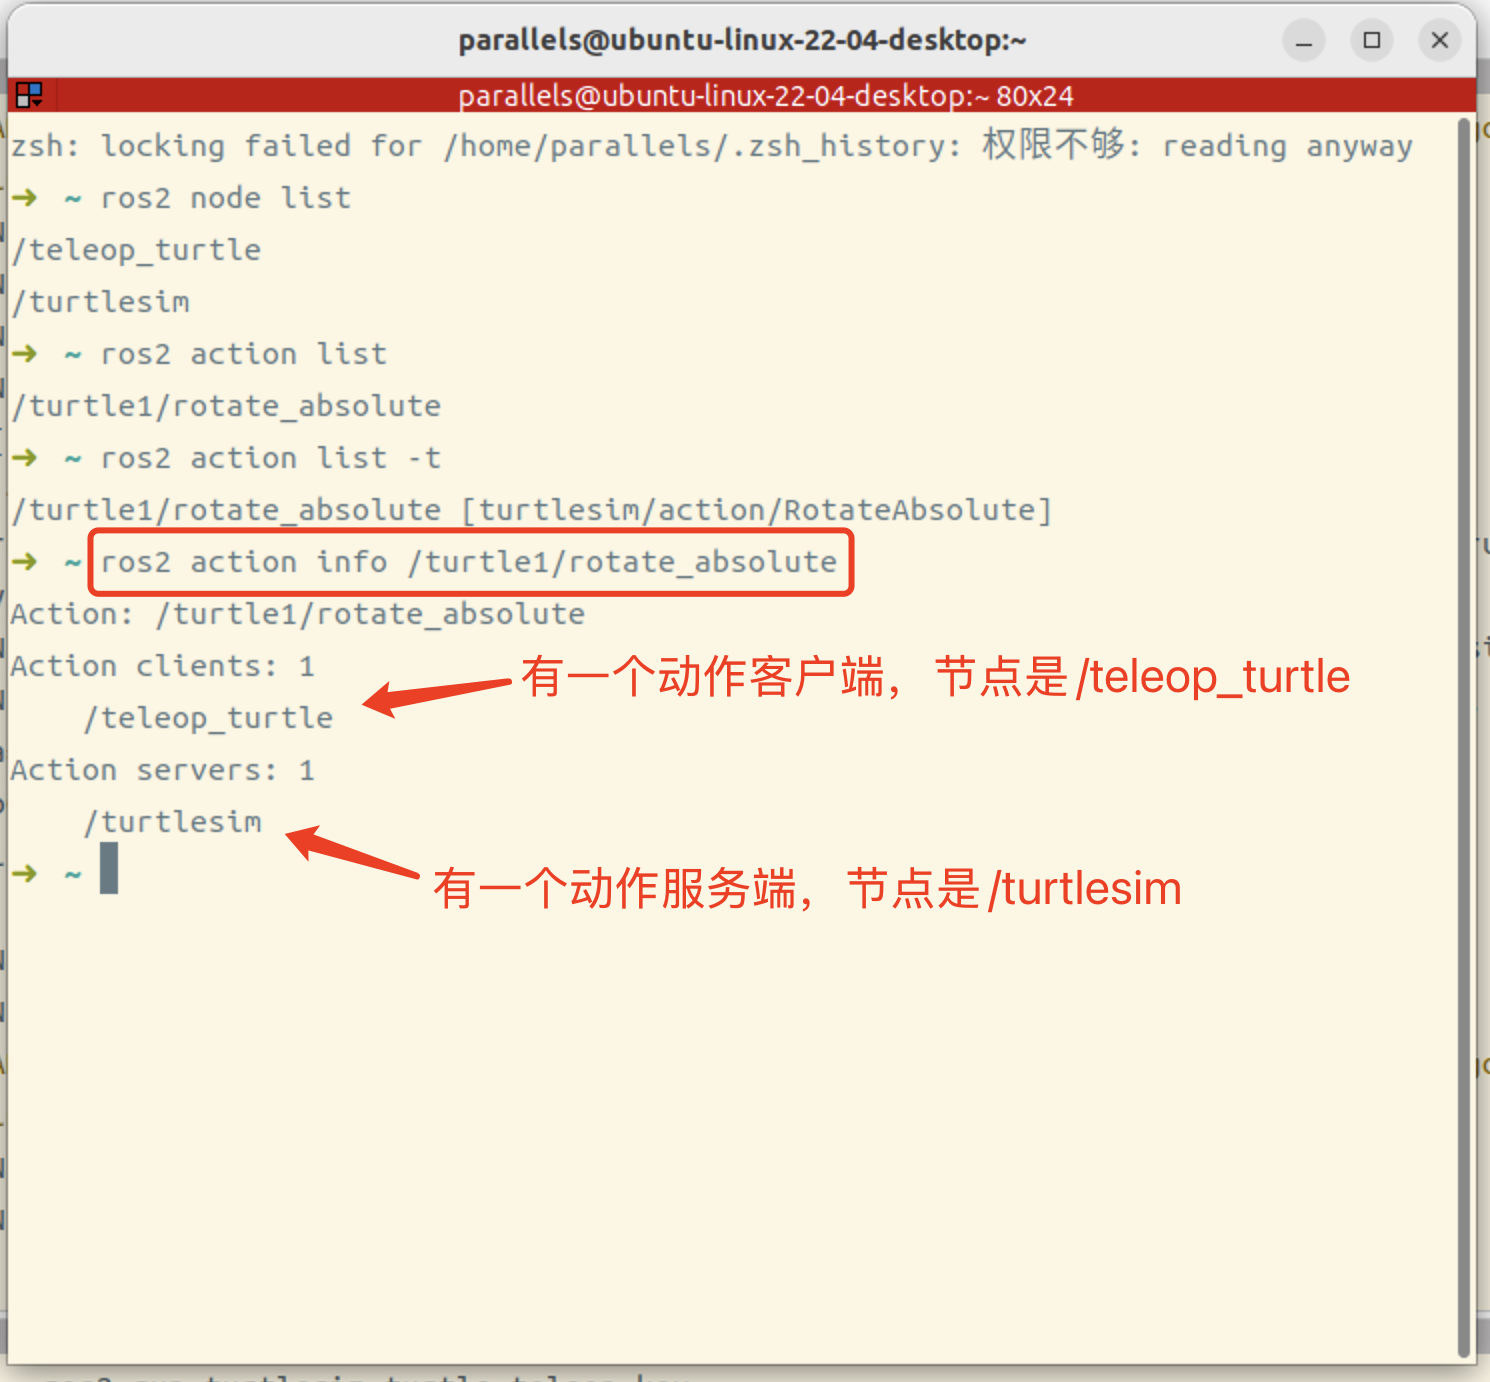 parallels@ubuntu-linux-22-04-desktop:~
parallels@ubuntu-linux-22-04-desktop:~ 80x24
zsh: locking failed for /home/parallels/.zsh_history: 权限不够: reading anyway
➜ ~ ros2 node list
/teleop_turtle
/turtlesim
➜ ~ ros2 action list
/turtle1/rotate_absolute
➜ ~ ros2 action list -t
/turtle1/rotate_absolute [turtlesim/action/RotateAbsolute]
➜ ~ ros2 action info /turtle1/rotate_absolute
Action: /turtle1/rotate_absolute
Action clients: 1
有一个动作客户端，节点是/teleop_turtle
/teleop_turtle
Action servers: 1
/turtlesim
有一个动作服务端，节点是/turtlesim
➜ ~